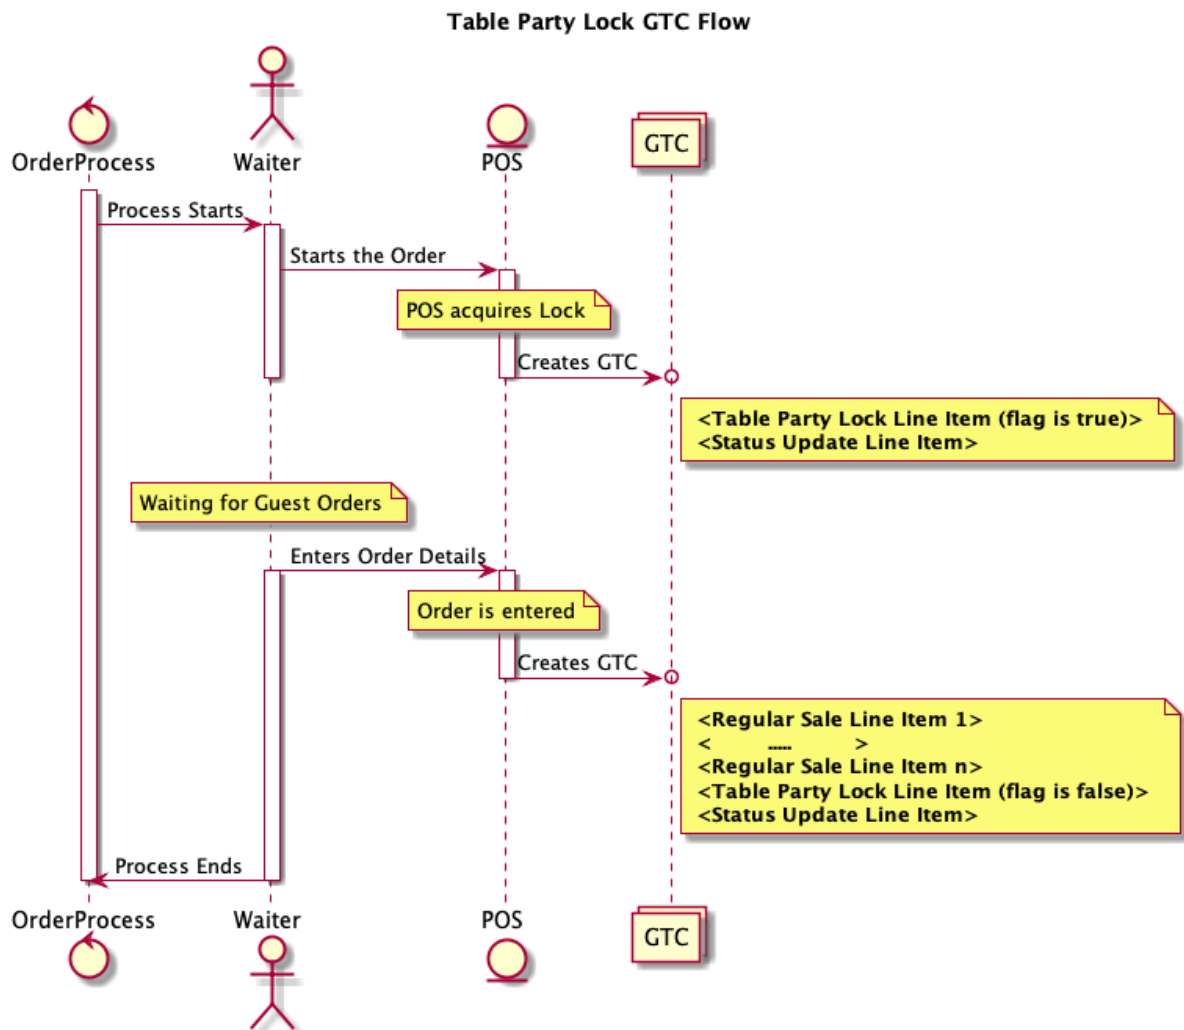 Table Party Lock GTC Flow
OrderProcess
Waiter
POS
GTC
Process Starts
Starts the Order
POS acquires Lock
Creates GTC
<Table Party Lock Line Item (flag is true)>
<Status Update Line Item>
Waiting for Guest Orders
Enters Order Details
Order is entered
Creates GTC
<Regular Sale Line Item 1>
< ..... >
<Regular Sale Line Item n>
<Table Party Lock Line Item (flag is false)>
<Status Update Line Item>
Process Ends
OrderProcess
Waiter
POS
GTC